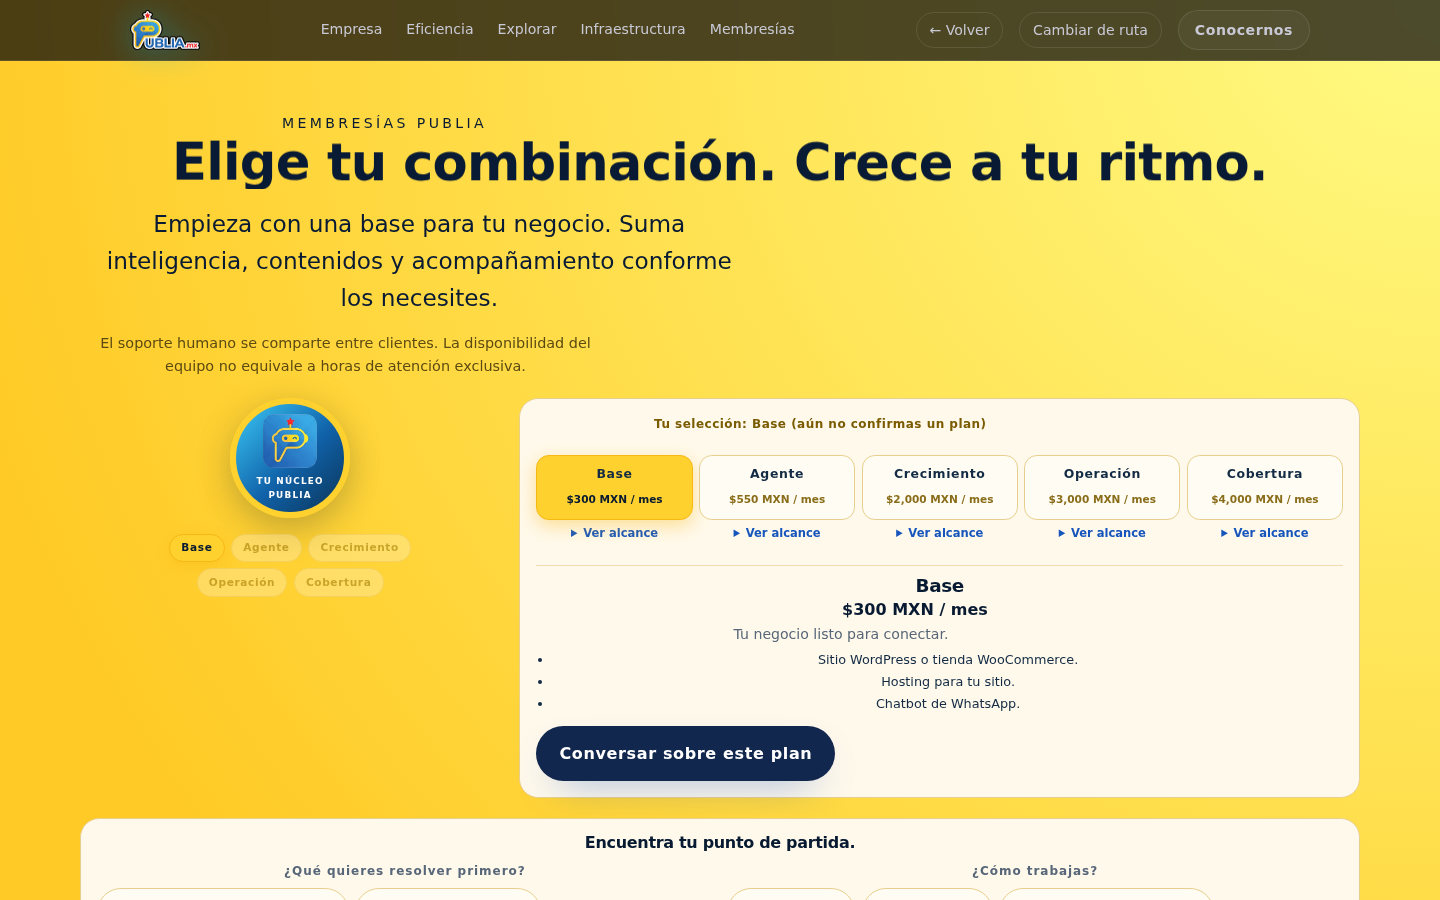 PUBLIA.mx
Empresa
Eficiencia
Explorar
Infraestructura
Membresías
← Volver
Cambiar de ruta
Conocernos
MEMBRESÍAS PUBLIA
Elige tu combinación. Crece a tu ritmo.
Empieza con una base para tu negocio. Suma
inteligencia, contenidos y acompañamiento conforme
los necesites.
El soporte humano se comparte entre clientes. La disponibilidad del
equipo no equivale a horas de atención exclusiva.
TU NÚCLEO
PUBLIA
Base
Agente
Crecimiento
Operación
Cobertura
Tu selección: Base (aún no confirmas un plan)
Base
$300 MXN / mes
Agente
$550 MXN / mes
Crecimiento
$2,000 MXN / mes
Operación
$3,000 MXN / mes
Cobertura
$4,000 MXN / mes
▶ Ver alcance
▶ Ver alcance
▶ Ver alcance
▶ Ver alcance
▶ Ver alcance
Base
$300 MXN / mes
Tu negocio listo para conectar.
• Sitio WordPress o tienda WooCommerce.
• Hosting para tu sitio.
• Chatbot de WhatsApp.
Conversar sobre este plan
Encuentra tu punto de partida.
¿Qué quieres resolver primero?
¿Cómo trabajas?